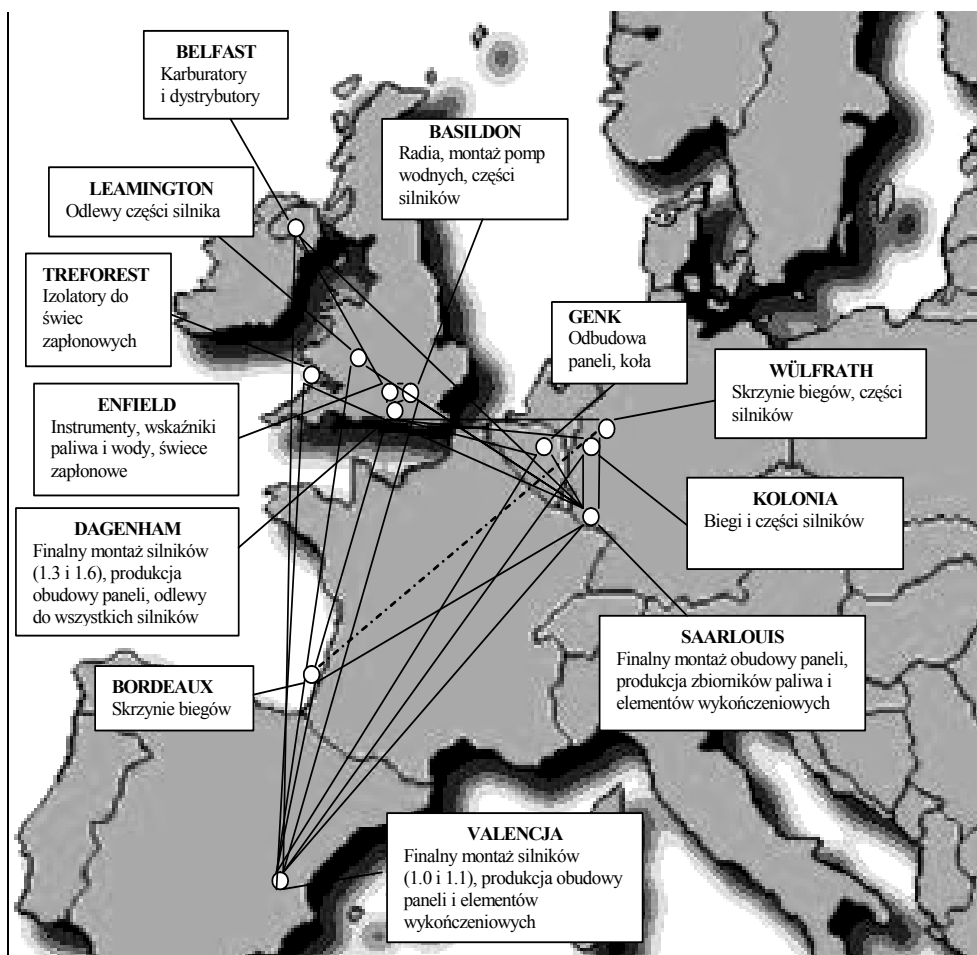 BELFAST
Karburatory
i dystrybutory
BASILDON
Radia, montaż pomp
wodnych, części
silników
LEAMINGTON
Odlewy części silnika
TREFOREST
Izolatory do
świec
zapłonowych
GENK
Odbudowa
paneli, koła
WÜLFRATH
Skrzynie biegów, części
silników
ENFIELD
Instrumenty, wskaźniki
paliwa i wody, świece
zapłonowe
KOLONIA
Biegi i części silników
DAGENHAM
Finalny montaż silników
(1.3 i 1.6), produkcja
obudowy paneli, odlewy
do wszystkich silników
SAARLOUIS
Finalny montaż obudowy paneli,
produkcja zbiorników paliwa i
elementów wykończeniowych
BORDEAUX
Skrzynie biegów
VALENCJA
Finalny montaż silników
(1.0 i 1.1), produkcja obudowy
paneli i elementów
wykończeniowych